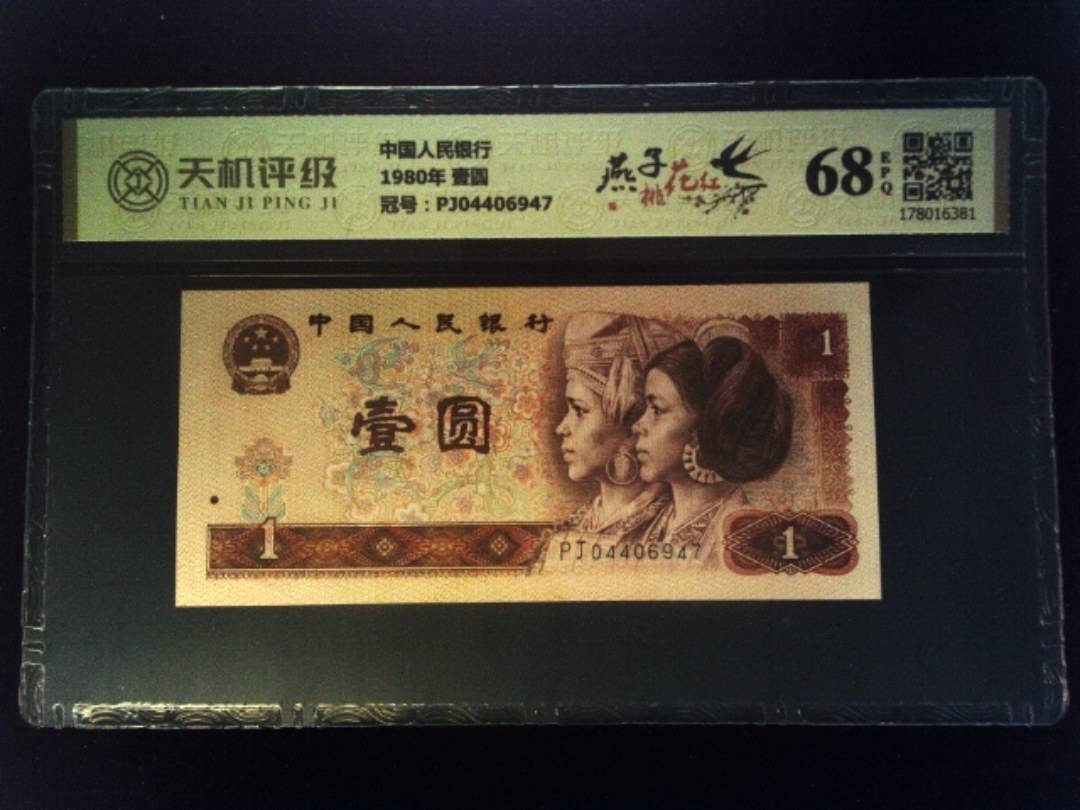 天机评级
TIAN JI PING JI
中国人民银行
1980年 壹圆
冠号：PJ04406947
燕子
桃花红
68
EPQ
178016381
中国人民银行
壹圆
1
1
PJ04406947
1